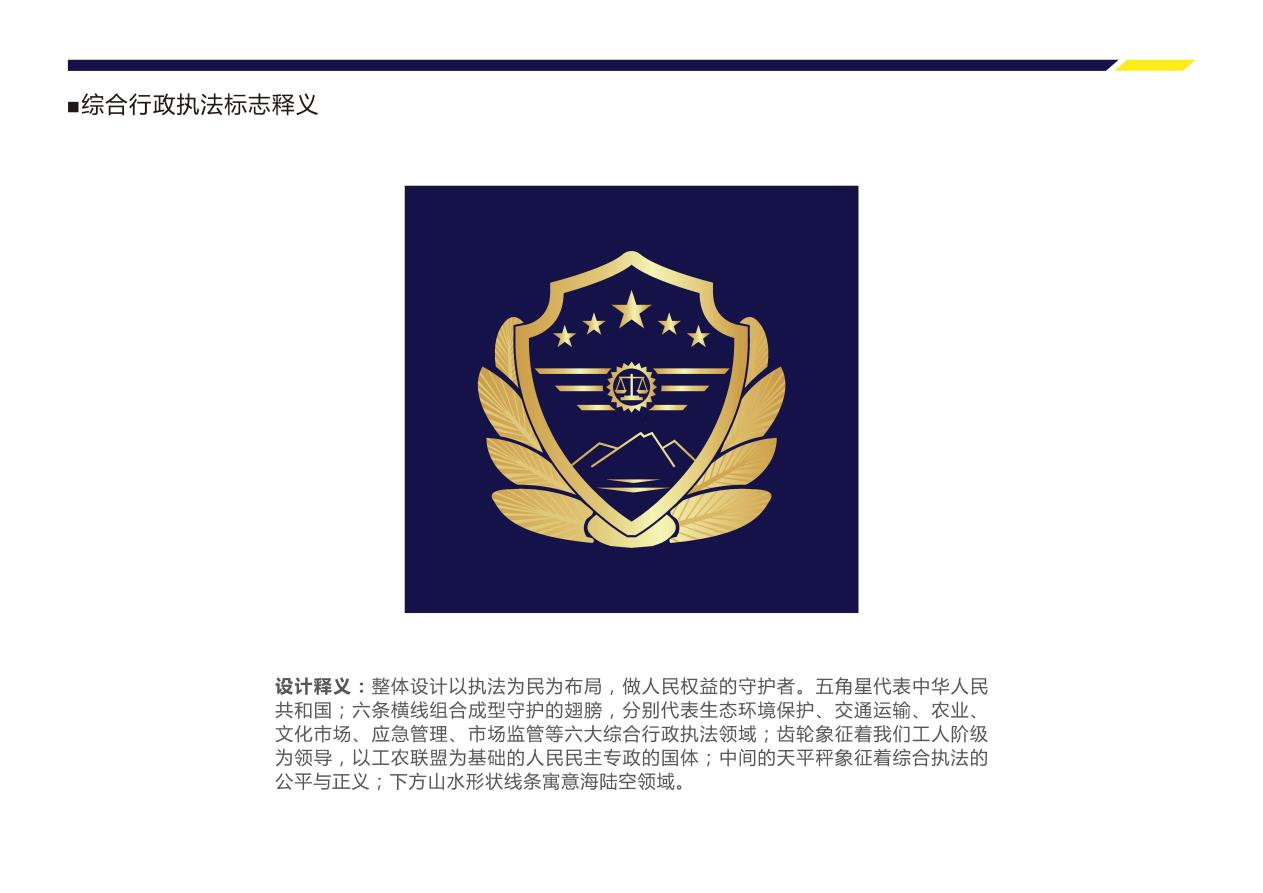 ■综合行政执法标志释义
设计释义：整体设计以执法为民为布局，做人民权益的守护者。五角星代表中华人民
共和国；六条横线组合成型守护的翅膀，分别代表生态环境保护、交通运输、农业、
文化市场、应急管理、市场监管等六大综合行政执法领域；齿轮象征着我们工人阶级
为领导，以工农联盟为基础的人民民主专政的国体；中间的天平秤象征着综合执法的
公平与正义；下方山水形状线条寓意海陆空领域。